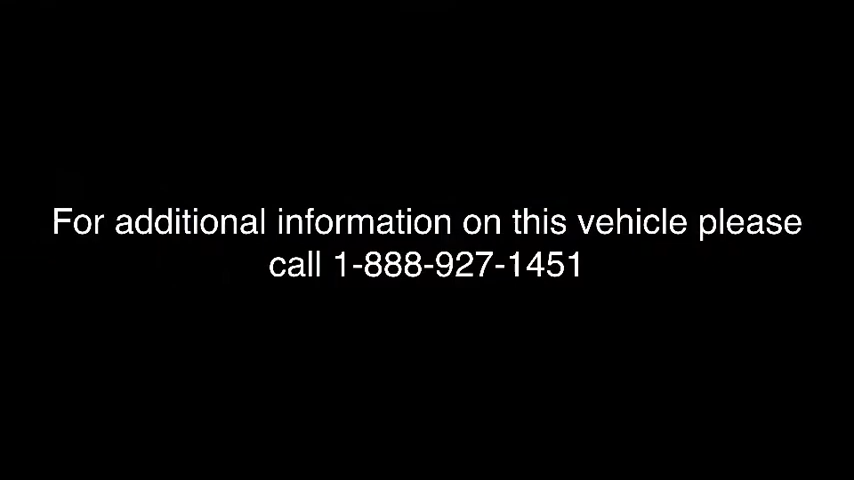 For additional information on this vehicle please
call 1-888-927-1451